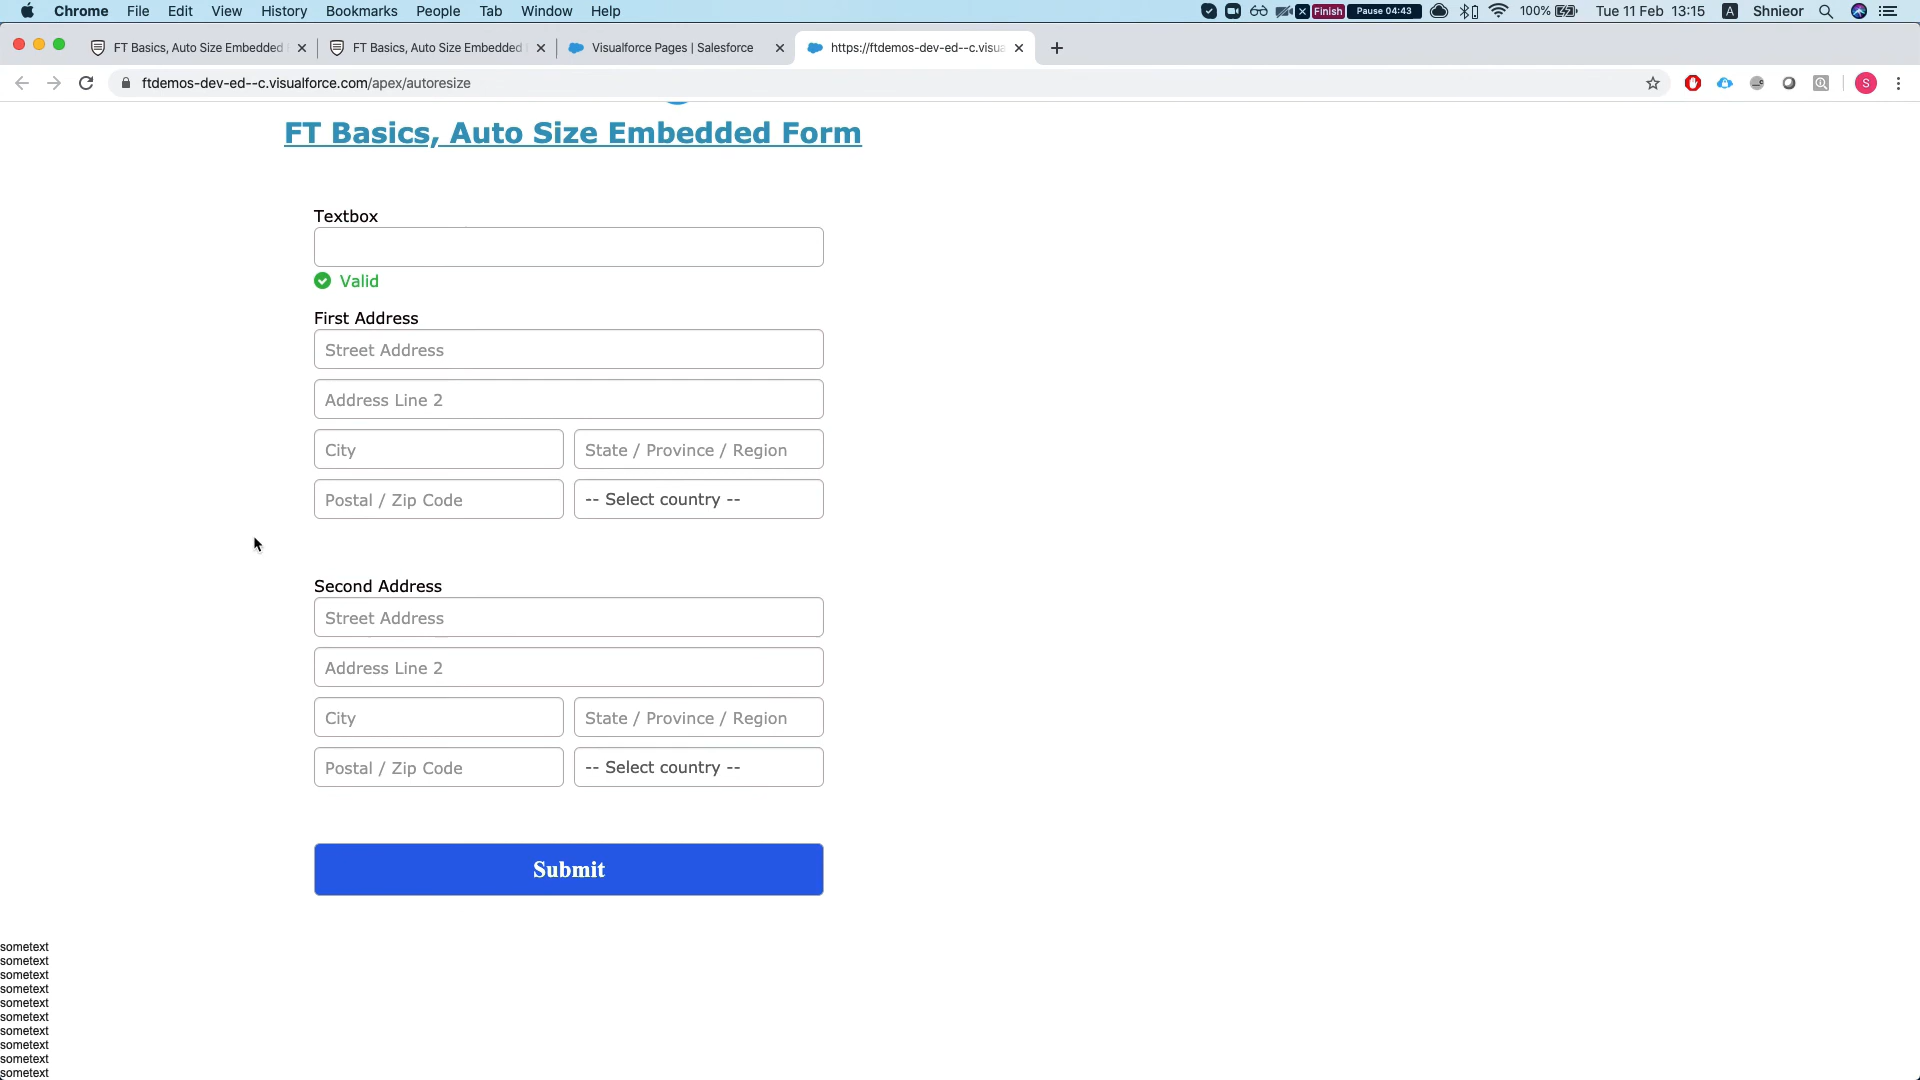 Chrome File Edit View History Bookmarks People Tab Window Help
Finish Pause 04:43 100% Tue 11 Feb 13:15 A Shnieor
FT Basics, Auto Size Embedded
FT Basics, Auto Size Embedded
Visualforce Pages | Salesforce
https://ftdemos-dev-ed--c.visua
ftdemos-dev-ed--c.visualforce.com/apex/autoresize
S
FT Basics, Auto Size Embedded Form
Textbox
Valid
First Address
Street Address
Address Line 2
City State / Province / Region
Postal / Zip Code -- Select country --
Second Address
Street Address
Address Line 2
City State / Province / Region
Postal / Zip Code -- Select country --
Submit
sometext
sometext
sometext
sometext
sometext
sometext
sometext
sometext
sometext
sometext